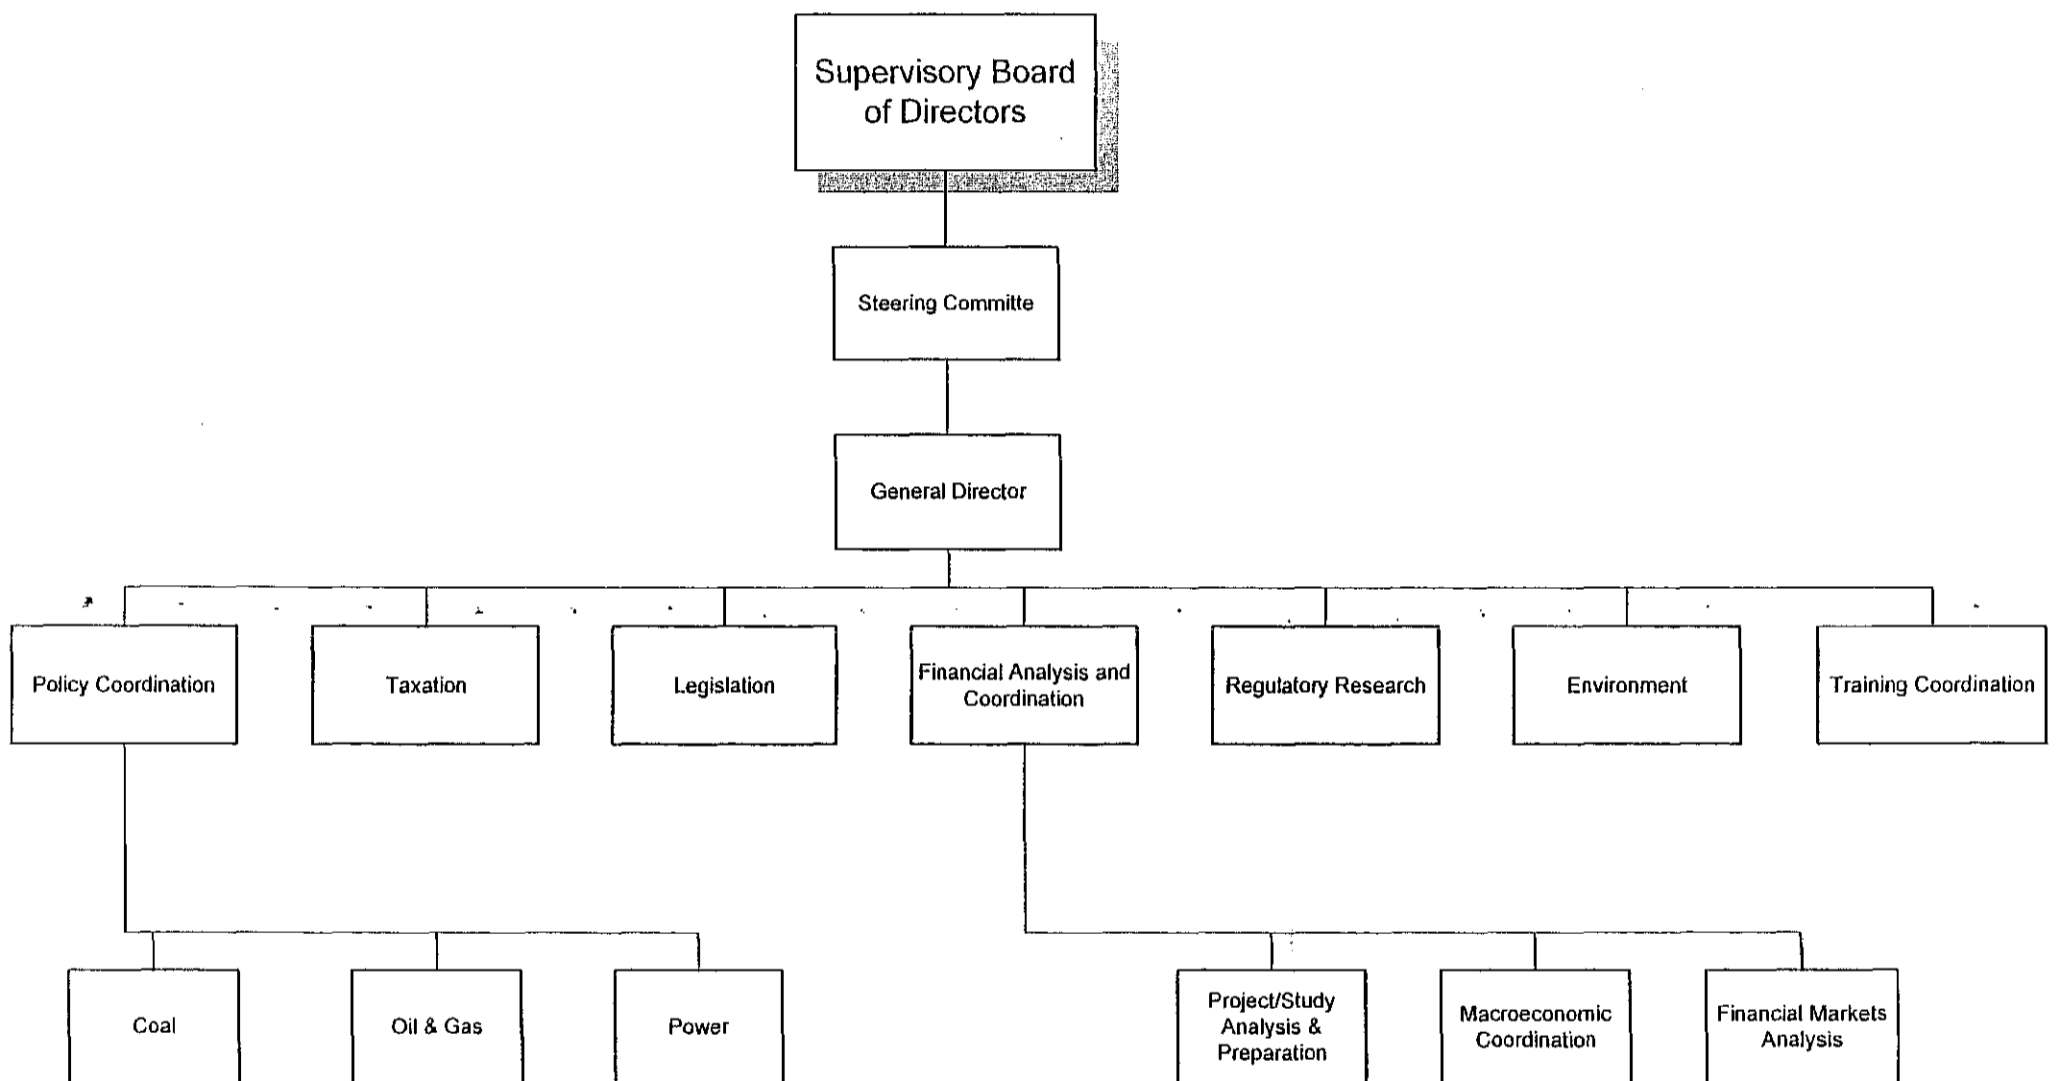 Supervisory Board
of Directors
Steering Committe
General Director
Policy Coordination
Taxation
Legislation
Financial Analysis and
Coordination
Regulatory Research
Environment
Training Coordination
Coal
Oil & Gas
Power
Project/Study
Analysis &
Preparation
Macroeconomic
Coordination
Financial Markets
Analysis